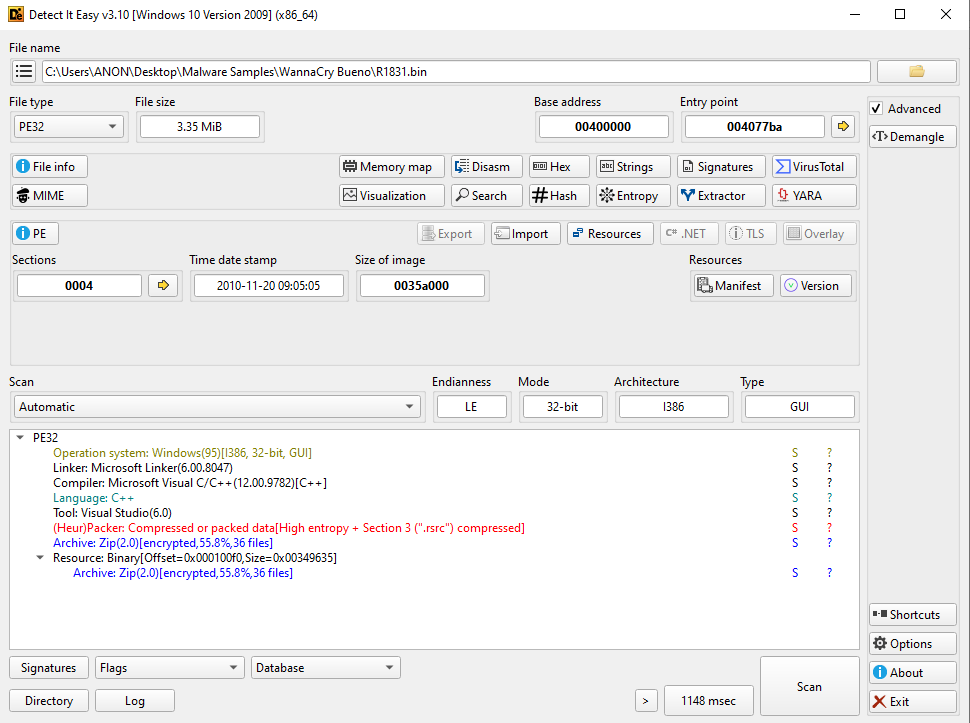 Detect It Easy v3.10 [Windows 10 Version 2009] (x86_64)
File name
C:\Users\ANON\Desktop\Malware Samples\WannaCry Bueno\R1831.bin
File type File size Base address Entry point
PE32 3.35 MiB 00400000 004077ba
Advanced
Demangle
File info Memory map Disasm Hex Strings Signatures VirusTotal
MIME Visualization Search Hash Entropy Extractor YARA
PE Export Import Resources .NET TLS Overlay
Sections Time date stamp Size of image Resources
0004 2010-11-20 09:05:05 0035a000 Manifest Version
Scan Endianness Mode Architecture Type
Automatic LE 32-bit I386 GUI
PE32
Operation system: Windows(95)[I386, 32-bit, GUI] S ?
Linker: Microsoft Linker(6.00.8047) S ?
Compiler: Microsoft Visual C/C++(12.00.9782)[C++] S ?
Language: C++ S ?
Tool: Visual Studio(6.0) S ?
(Heur)Packer: Compressed or packed data[High entropy + Section 3 (".rsrc") compressed] S ?
Archive: Zip(2.0)[encrypted,55.8%,36 files] S ?
Resource: Binary[Offset=0x000100f0,Size=0x00349635]
Archive: Zip(2.0)[encrypted,55.8%,36 files] S ?
Shortcuts
Options
About
Exit
Signatures Flags Database
Directory Log > 1148 msec Scan